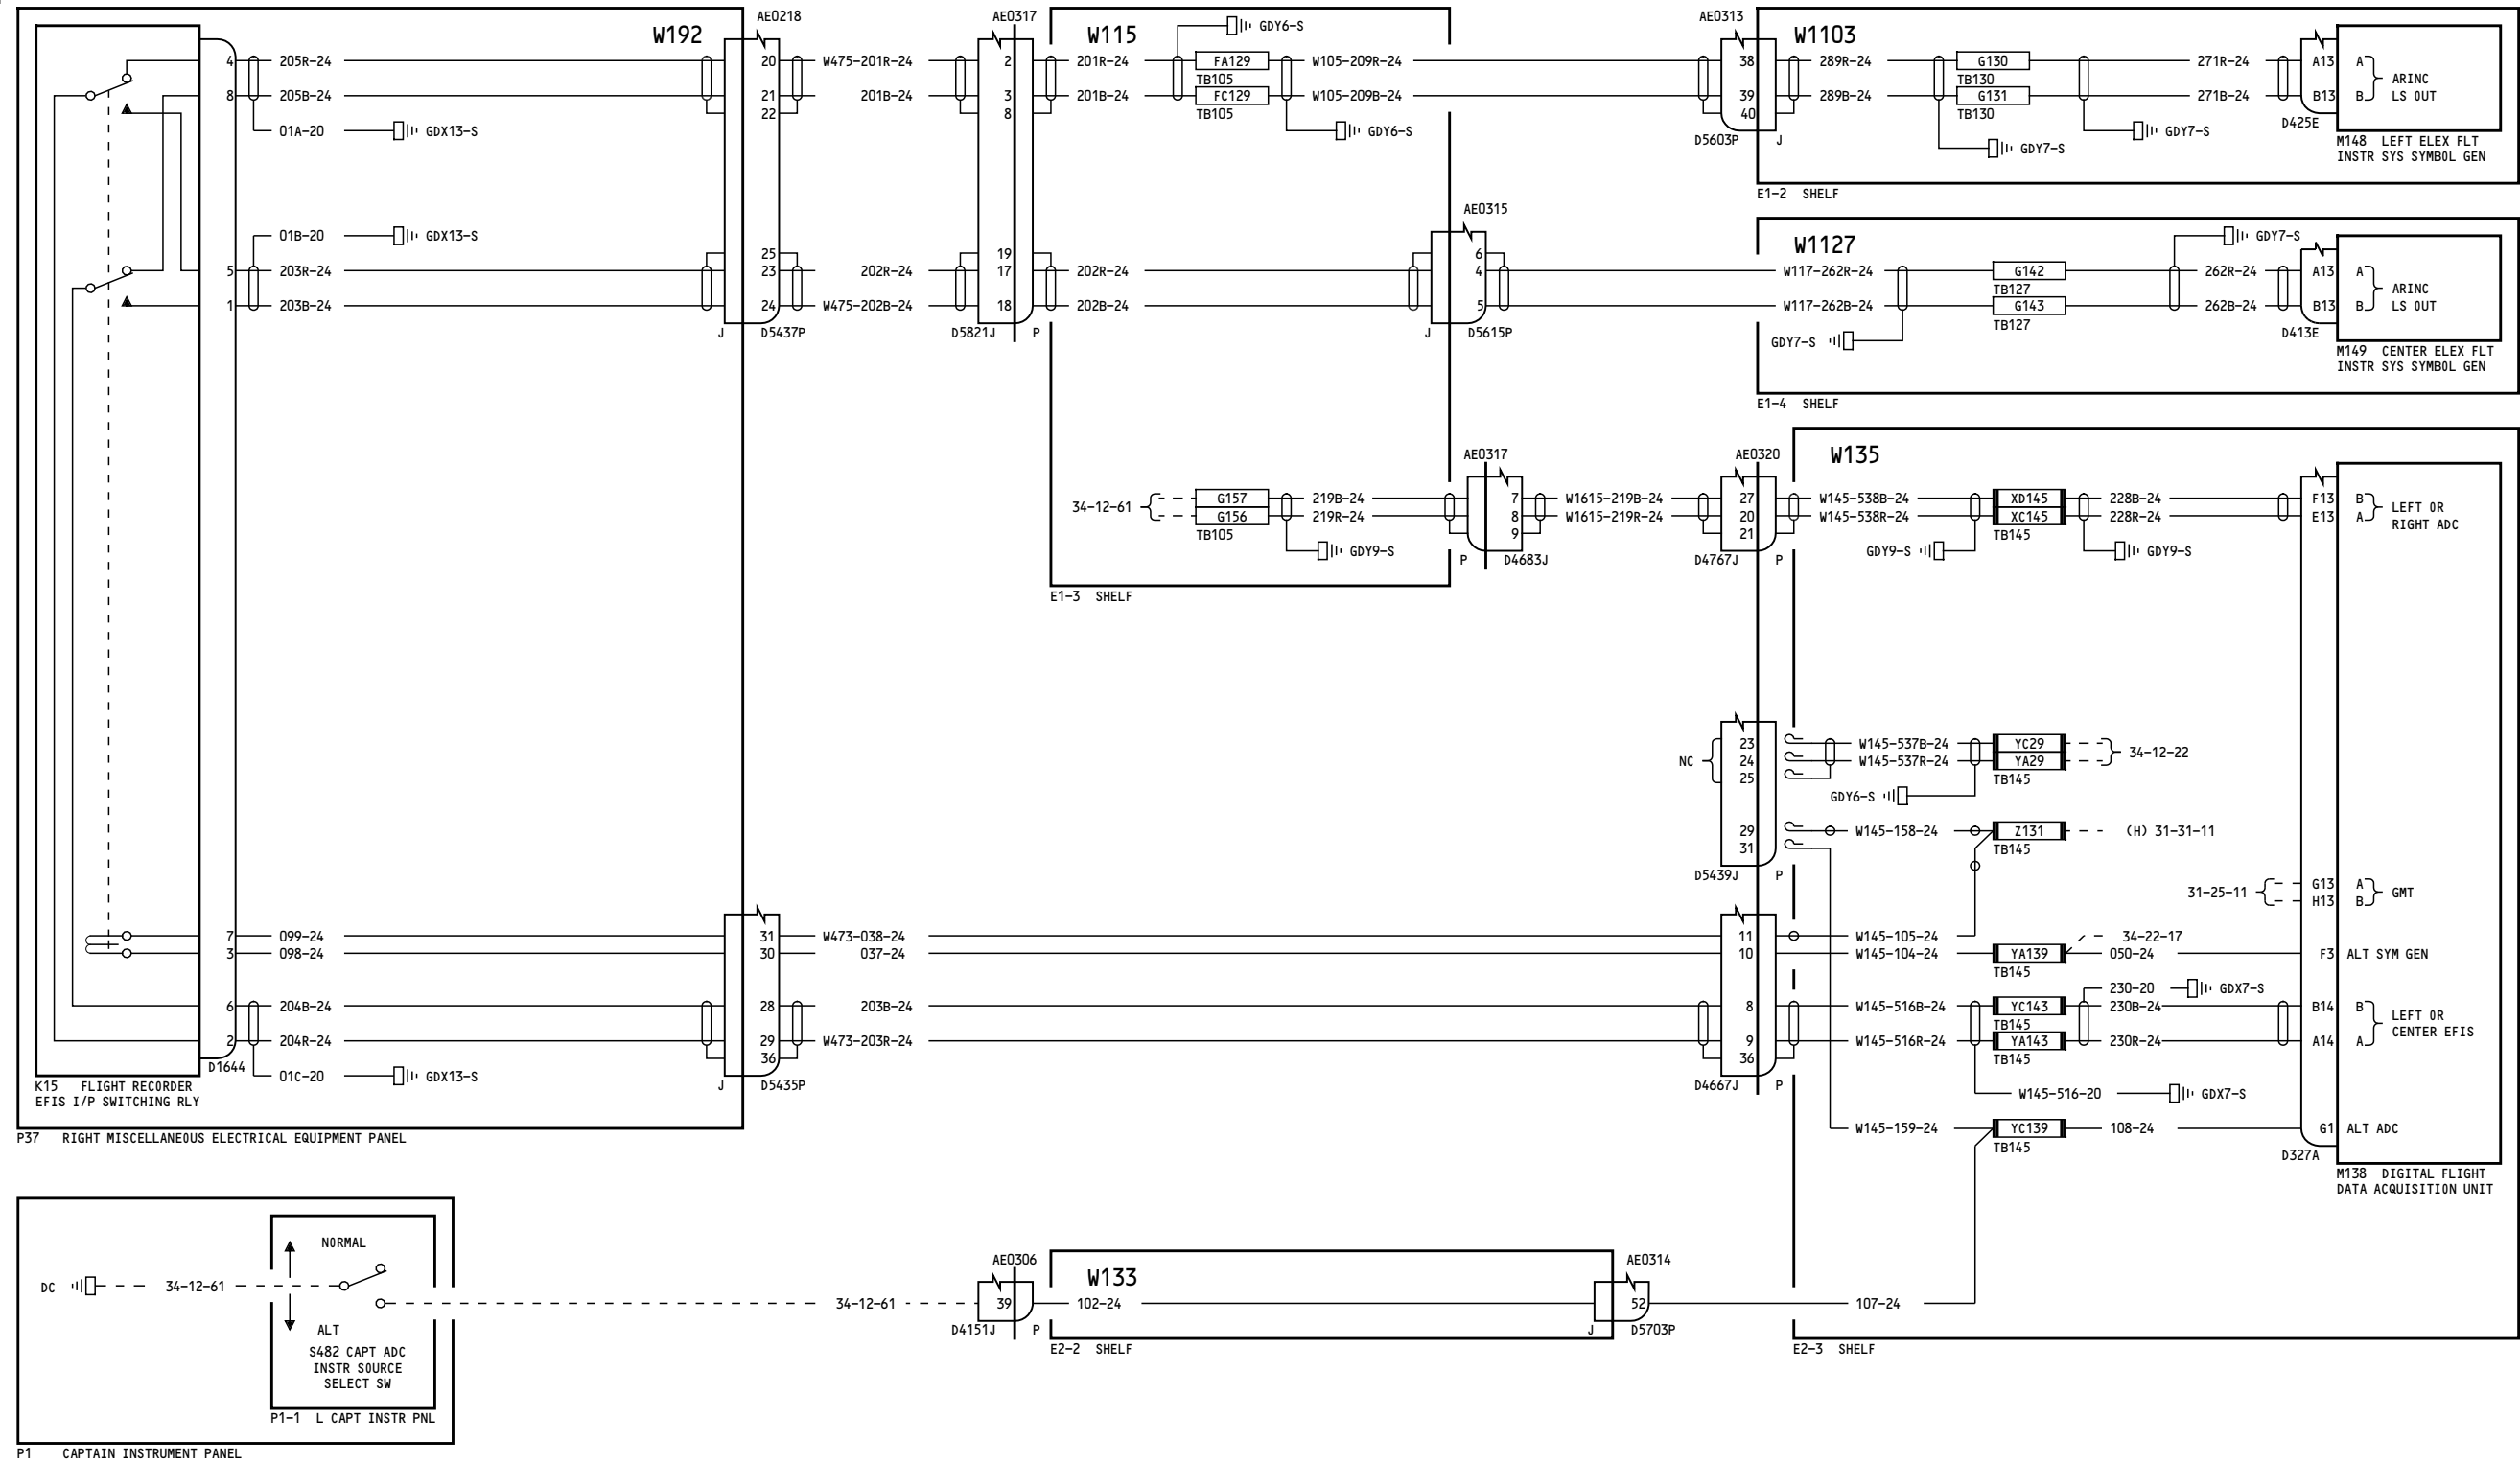 W192
AE0218
AE0317
W115
GDY6-S
AE0313
W1103
4 205R-24
20 W475-201R-24
2 201R-24
FA129
TB105
W105-209R-24
38 289R-24
G130
TB130
271R-24
A13 A
ARINC
LS OUT
8 205B-24
21 201B-24
3 201B-24
FC129
TB105
W105-209B-24
39 289B-24
G131
TB130
271B-24
B13 B
22
8
40
01A-20 GDX13-S
GDY6-S
GDY7-S
GDY7-S
D5603P J
D425E
M148 LEFT ELEX FLT
INSTR SYS SYMBOL GEN
E1-2 SHELF
AE0315
W1127
GDY7-S
01B-20 GDX13-S
25
19
6
5 203R-24
23 202R-24
17 202R-24
4 W117-262R-24
G142
TB127
262R-24
A13 A
ARINC
LS OUT
1 203B-24
24 W475-202B-24
18 202B-24
5 W117-262B-24
G143
TB127
262B-24
B13 B
J D5437P
D5821J P
J D5615P
GDY7-S
D413E
M149 CENTER ELEX FLT
INSTR SYS SYMBOL GEN
E1-4 SHELF
AE0317
AE0320
W135
34-12-61
G157
219B-24
7 W1615-219B-24
27 W145-538B-24
XD145
228B-24
F13 B
LEFT OR
RIGHT ADC
G156
TB105
219R-24
8 W1615-219R-24
20 W145-538R-24
XC145
TB145
228R-24
E13 A
9
21
GDY9-S
GDY9-S
GDY9-S
P D4683J
D4767J P
E1-3 SHELF
NC
23 W145-537B-24
YC29
34-12-22
24 W145-537R-24
YA29
TB145
25
GDY6-S
29 W145-158-24
Z131
TB145
(H) 31-31-11
31
D5439J P
31-25-11
G13 A
H13 B
GMT
7 099-24
31 W473-038-24
11 W145-105-24
34-22-17
3 098-24
30 037-24
10 W145-104-24
YA139
TB145
050-24
F3 ALT SYM GEN
230-20 GDX7-S
6 204B-24
28 203B-24
8 W145-516B-24
YC143
TB145
230B-24
B14 B
LEFT OR
CENTER EFIS
2 204R-24
29 W473-203R-24
9 W145-516R-24
YA143
TB145
230R-24
A14 A
36
36
D1644
01C-20 GDX13-S
J D5435P
D4667J P
W145-516-20 GDX7-S
K15 FLIGHT RECORDER
EFIS I/P SWITCHING RLY
P37 RIGHT MISCELLANEOUS ELECTRICAL EQUIPMENT PANEL
W145-159-24
YC139
TB145
108-24
G1 ALT ADC
D327A
M138 DIGITAL FLIGHT
DATA ACQUISITION UNIT
NORMAL
DC 34-12-61
ALT
S482 CAPT ADC
INSTR SOURCE
SELECT SW
P1-1 L CAPT INSTR PNL
P1 CAPTAIN INSTRUMENT PANEL
34-12-61
AE0306
W133
AE0314
39 102-24
52 107-24
D4151J P
J D5703P
E2-2 SHELF
E2-3 SHELF